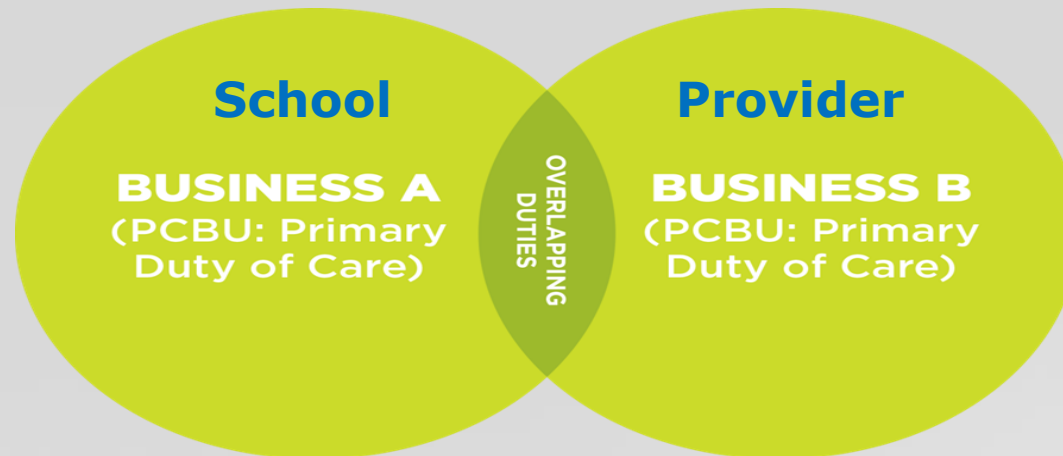 School
BUSINESS A
(PCBU: Primary
Duty of Care)
OVERLAPPING
DUTIES
Provider
BUSINESS B
(PCBU: Primary
Duty of Care)